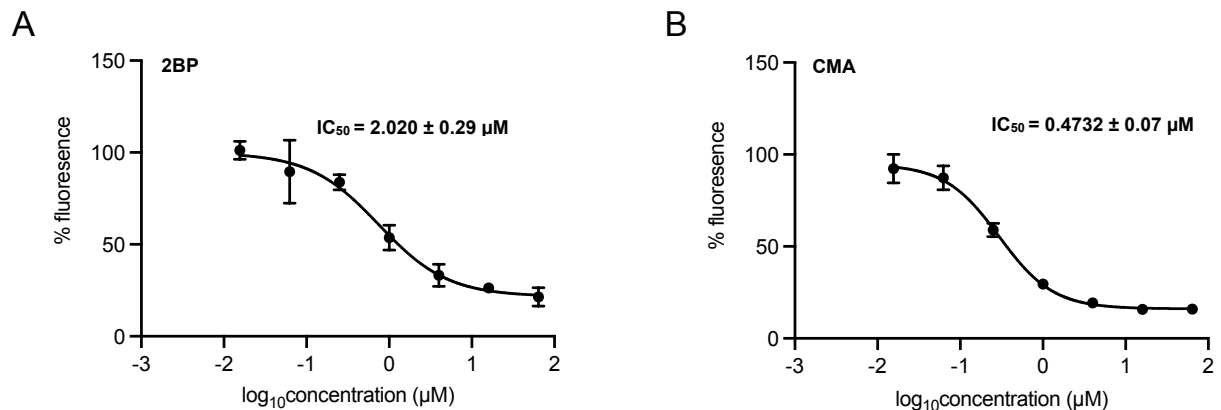 A
2BP
IC₅₀ = 2.020 ± 0.29 µM
% fluoresence
150
100
50
0
-3 -2 -1 0 1 2
log₁₀concentration (µM)
B
CMA
IC₅₀ = 0.4732 ± 0.07 µM
% fluoresence
150
100
50
0
-3 -2 -1 0 1 2
log₁₀concentration (µM)